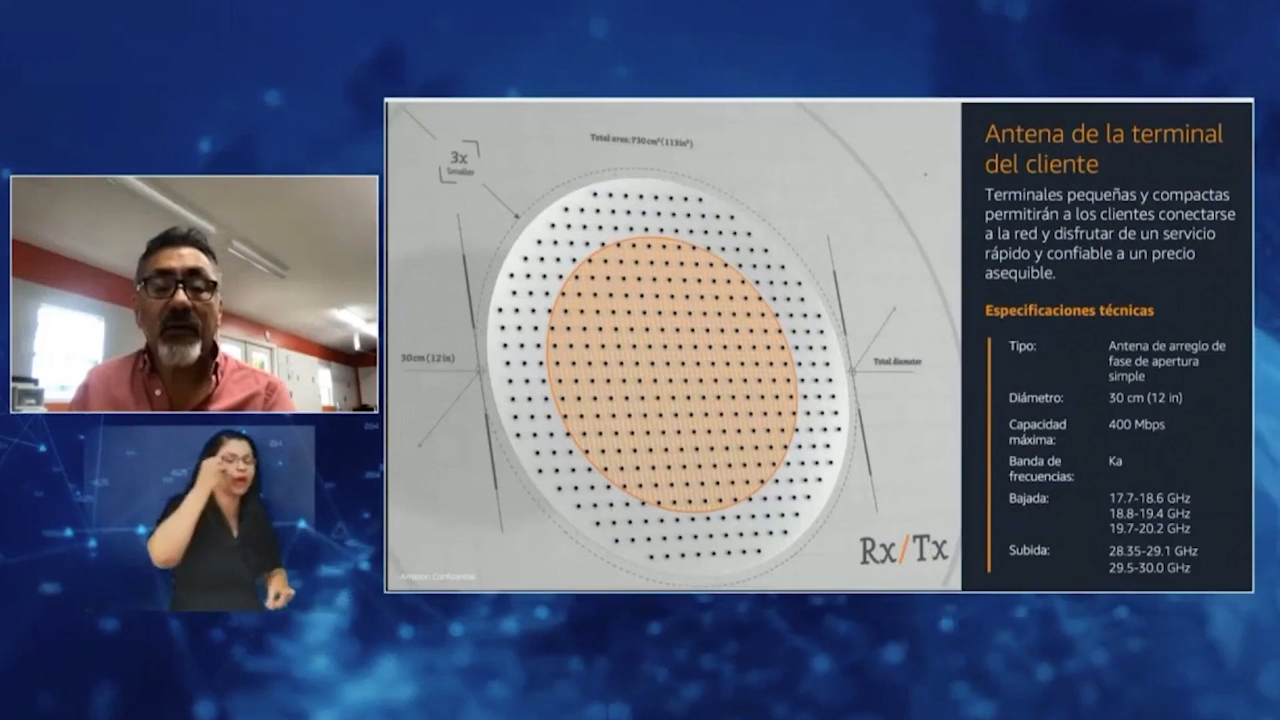 3x
Smaller
Total area: 730 cm² (113in²)
30cm (12in)
Total diameter
Rx/Tx
Amazon Confidential
Antena de la terminal
del cliente
Terminales pequeñas y compactas
permitirán a los clientes conectarse
a la red y disfrutar de un servicio
rápido y confiable a un precio
asequible.
Especificaciones técnicas
Tipo: Antena de arreglo de
fase de apertura
simple
Diámetro: 30 cm (12 in)
Capacidad máxima: 400 Mbps
Banda de frecuencias: Ka
Bajada: 17.7-18.6 GHz
18.8-19.4 GHz
19.7-20.2 GHz
Subida: 28.35-29.1 GHz
29.5-30.0 GHz